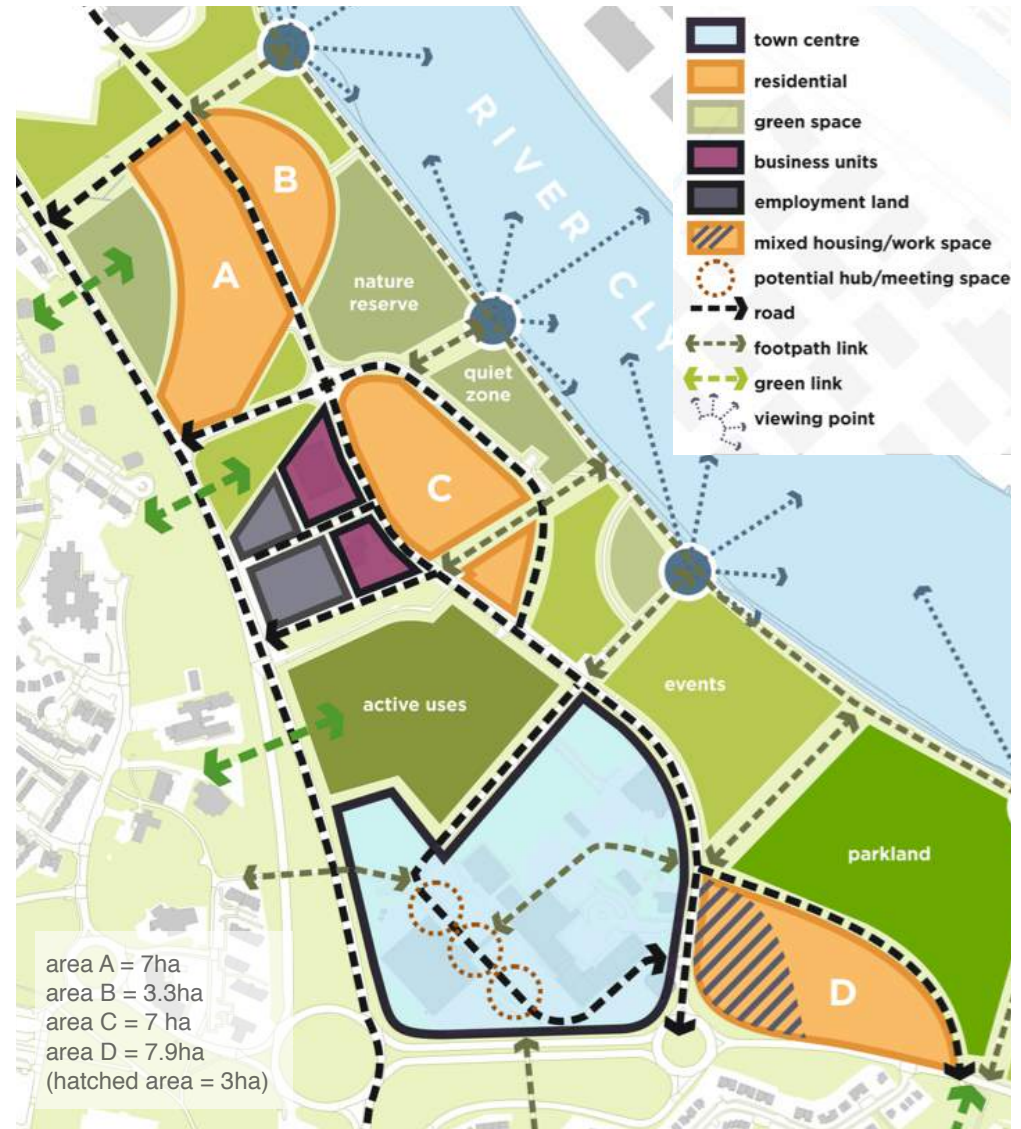 town centre
residential
green space
business units
employment land
mixed housing/work space
potential hub/meeting space
road
footpath link
green link
viewing point
RIVER CLY
A
B
nature
reserve
quiet
zone
C
active uses
events
parkland
D
area A = 7ha
area B = 3.3ha
area C = 7 ha
area D = 7.9ha
(hatched area = 3ha)